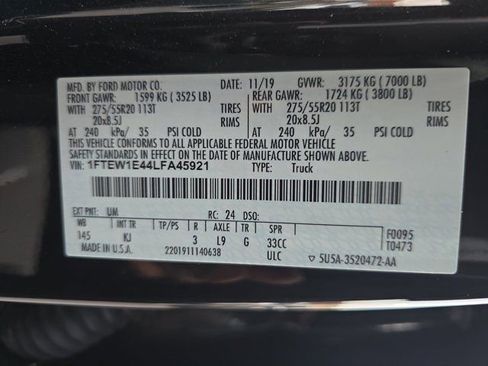 MFD. BY FORD MOTOR CO. DATE: 11/19 GVWR: 3175 KG ( 7000 LB)
FRONT GAWR: 1599 KG ( 3525 LB) REAR GAWR: 1724 KG ( 3800 LB)
WITH 275/55R20 113T TIRES WITH 275/55R20 113T TIRES
20x8.5J RIMS 20x8.5J RIMS
AT 240 kPa/ 35 PSI COLD AT 240 kPa/ 35 PSI COLD
THIS VEHICLE CONFORMS TO ALL APPLICABLE FEDERAL MOTOR VEHICLE
SAFETY STANDARDS IN EFFECT ON THE DATE OF MANUFACTURE SHOWN ABOVE.
VIN: 1FTEW1E44LFA45921 TYPE: Truck
EXT PNT: UM RC: 24 DSO:
WB INT TR TP/PS R AXLE TR SPR F0095
145 KJ 3 L9 G 33CC T0473
MADE IN U.S.A. 2201911140638 ULC 5U5A-3520472-AA